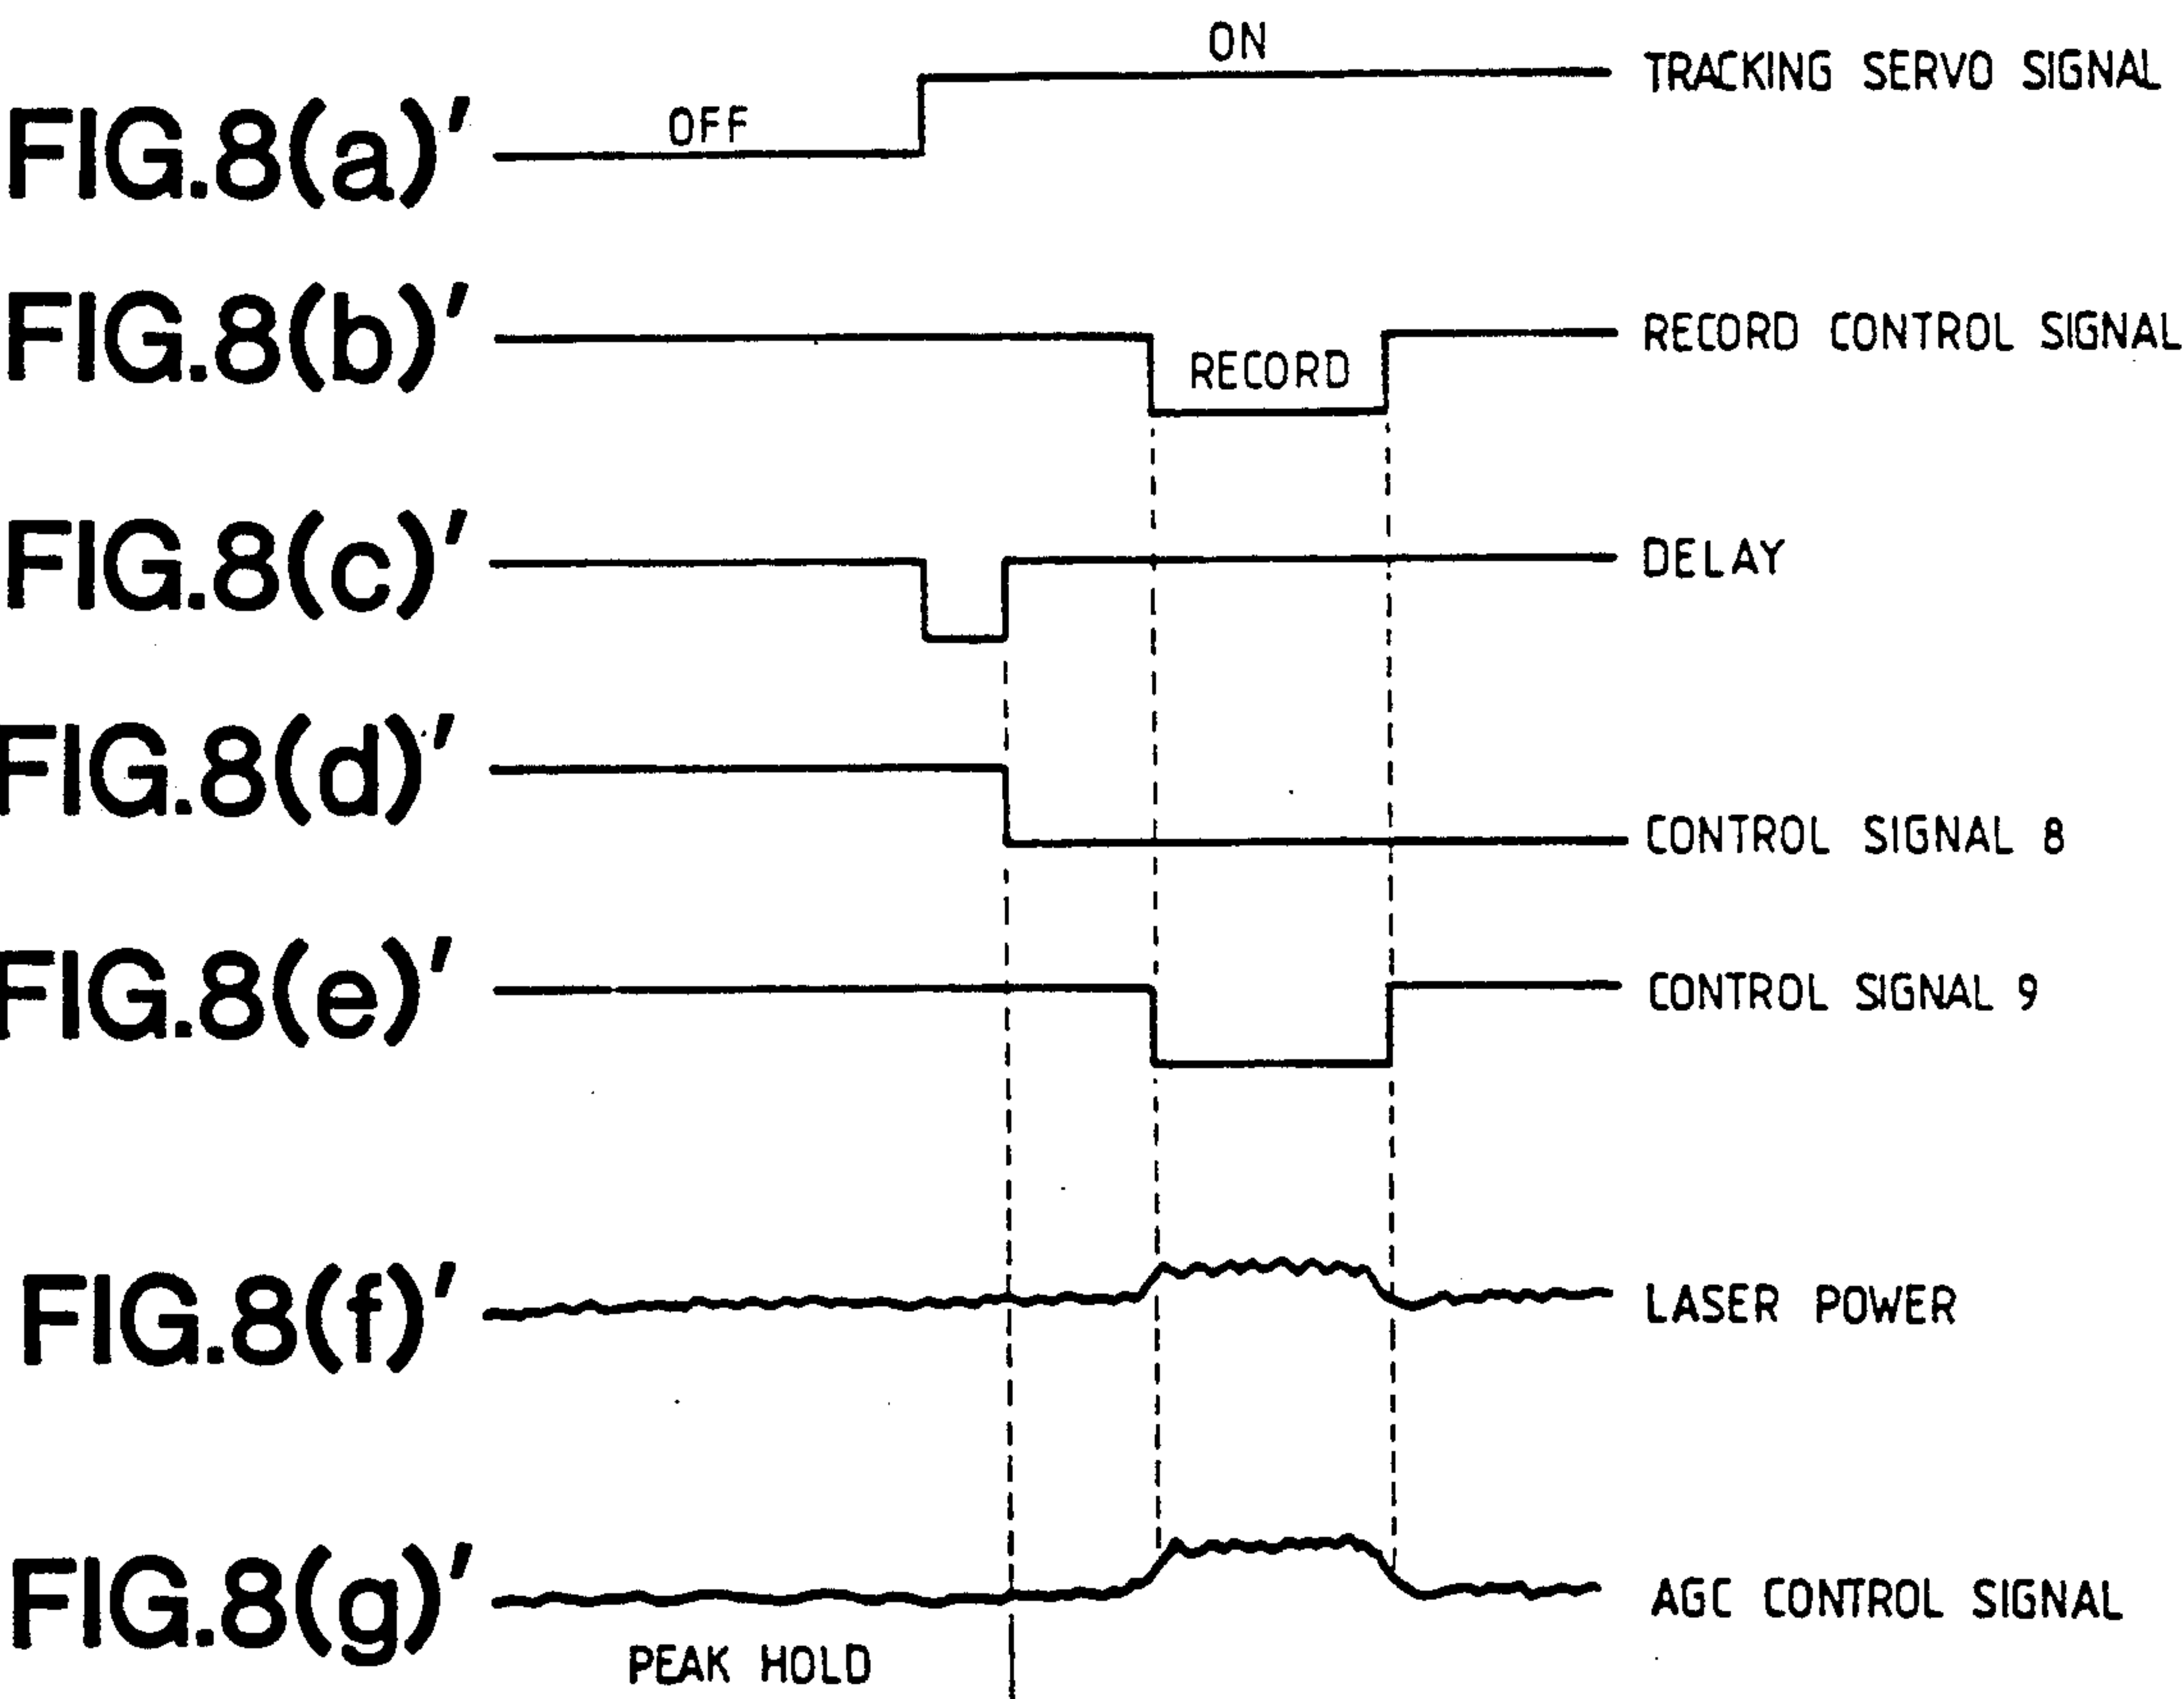 ON
FIG.8(a)' OFF TRACKING SERVO SIGNAL
FIG.8(b)' RECORD RECORD CONTROL SIGNAL
FIG.8(c)' DELAY
FIG.8(d)' CONTROL SIGNAL 8
FIG.8(e)' CONTROL SIGNAL 9
FIG.8(f)' LASER POWER
FIG.8(g)' AGC CONTROL SIGNAL
PEAK HOLD